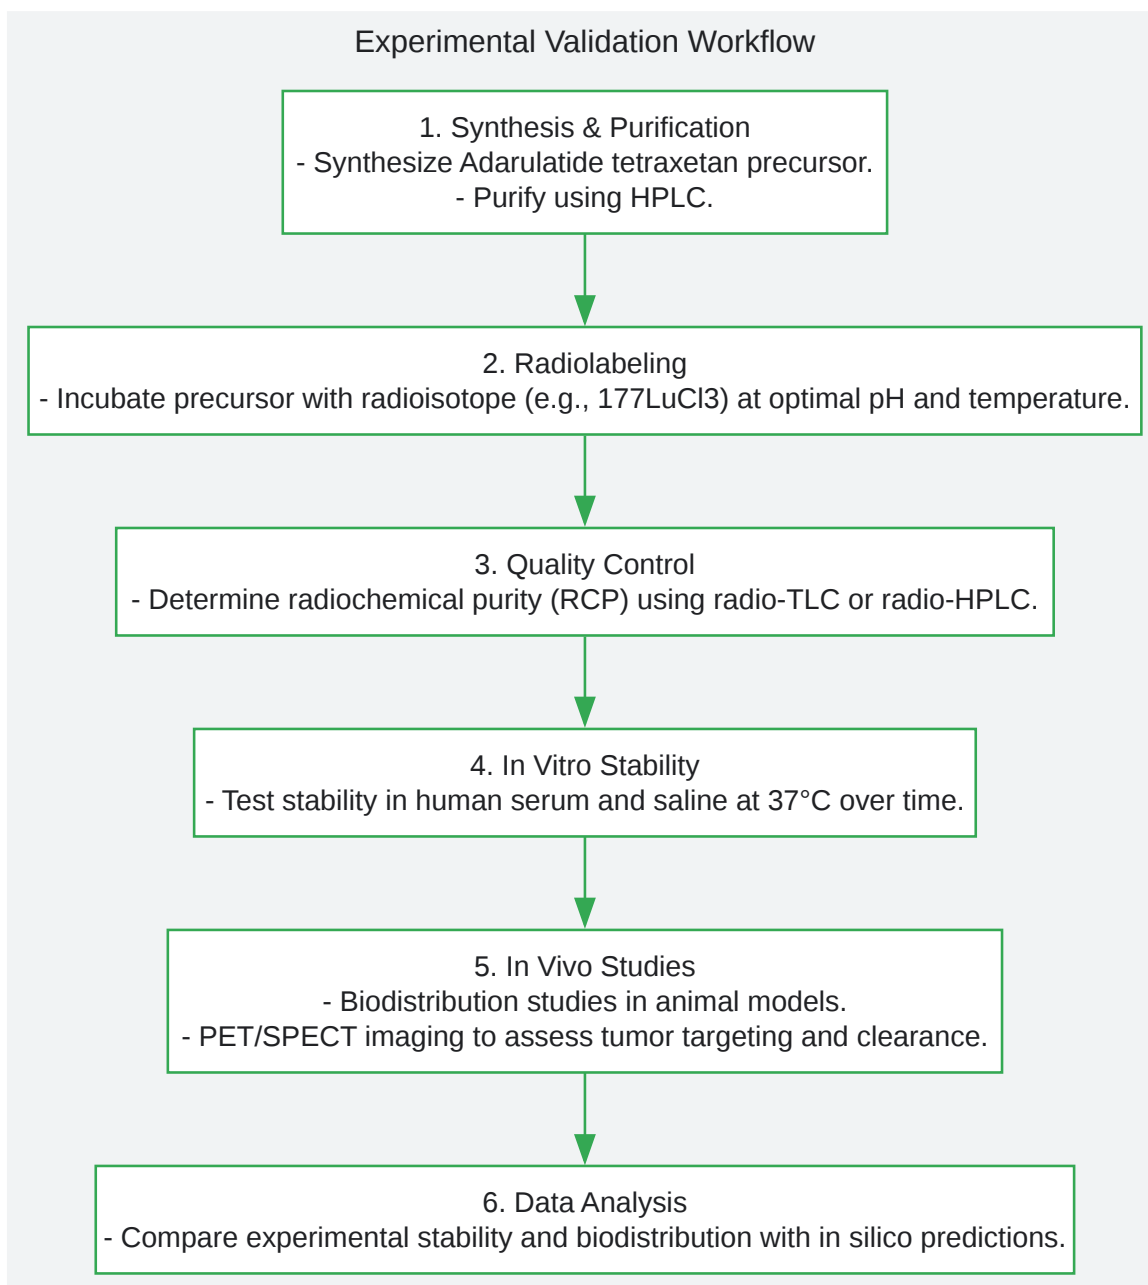 Experimental Validation Workflow
1. Synthesis & Purification
- Synthesize Adarulatide tetraxetan precursor.
- Purify using HPLC.
2. Radiolabeling
- Incubate precursor with radioisotope (e.g., 177LuCl3) at optimal pH and temperature.
3. Quality Control
- Determine radiochemical purity (RCP) using radio-TLC or radio-HPLC.
4. In Vitro Stability
- Test stability in human serum and saline at 37°C over time.
5. In Vivo Studies
- Biodistribution studies in animal models.
- PET/SPECT imaging to assess tumor targeting and clearance.
6. Data Analysis
- Compare experimental stability and biodistribution with in silico predictions.